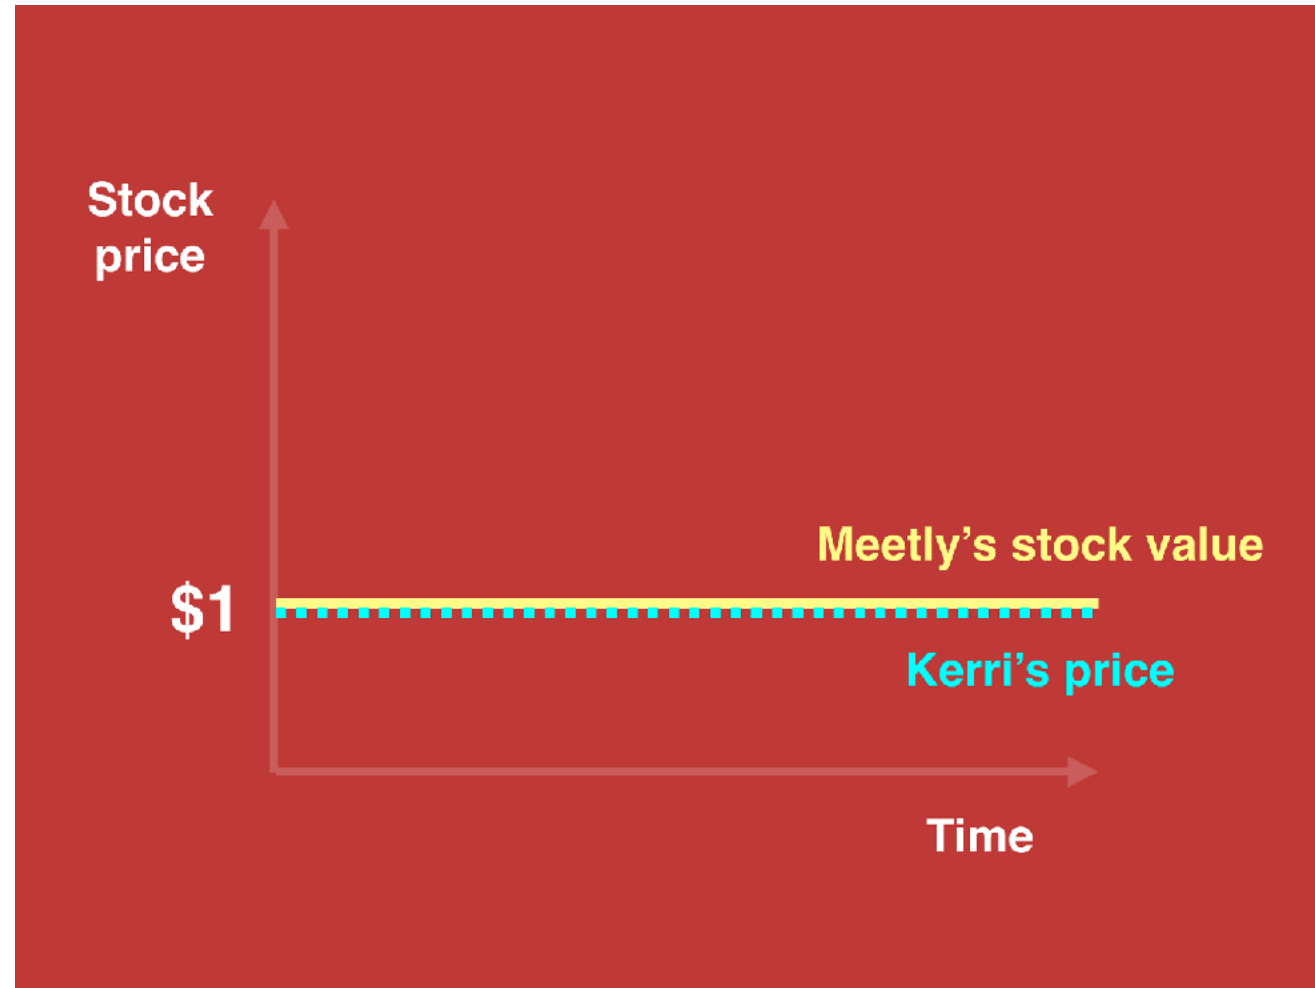 Stock
price
Meetly’s stock value
$1
Kerri’s price
Time